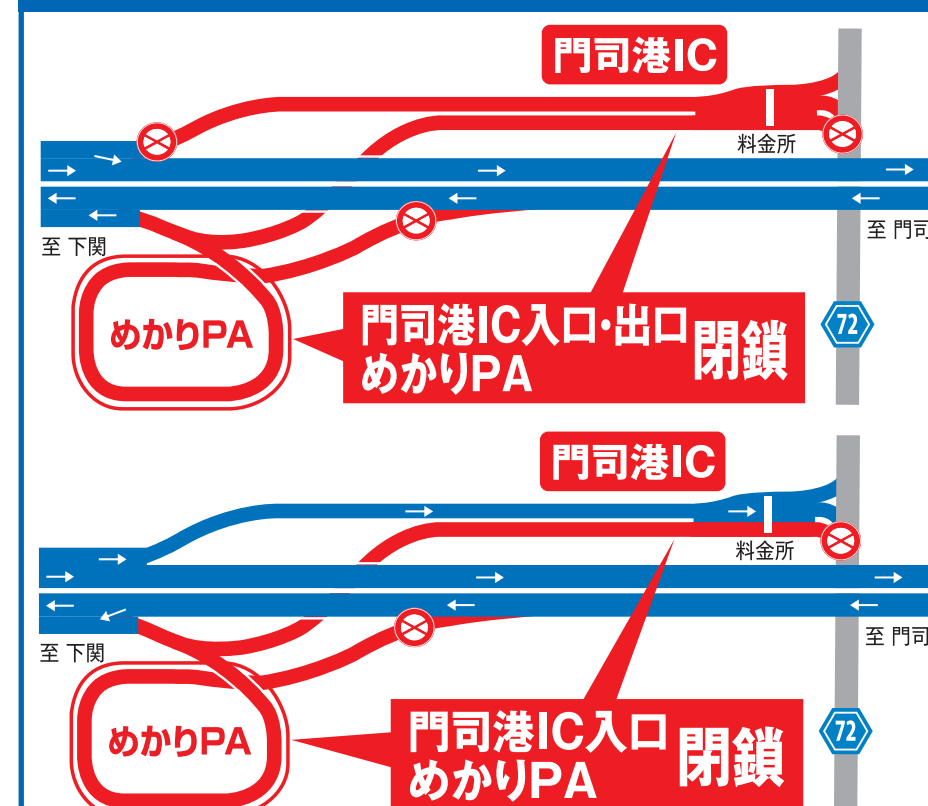 門司港IC
料金所
至 下関
至 門司
めかりPA
門司港IC入口・出口
めかりPA
閉鎖
72
門司港IC
料金所
至 下関
至 門司
めかりPA
門司港IC入口
めかりPA
閉鎖
72